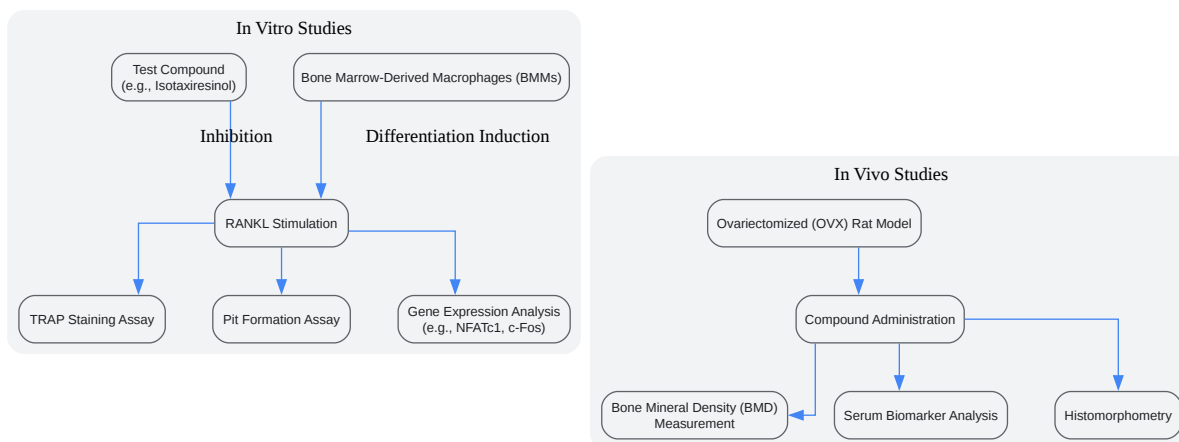 In Vitro Studies
Test Compound
(e.g., Isotaxiresinol)
Bone Marrow-Derived Macrophages (BMMs)
Inhibition
Differentiation Induction
RANKL Stimulation
TRAP Staining Assay
Pit Formation Assay
Gene Expression Analysis
(e.g., NFATc1, c-Fos)
In Vivo Studies
Ovariectomized (OVX) Rat Model
Compound Administration
Bone Mineral Density (BMD)
Measurement
Serum Biomarker Analysis
Histomorphometry